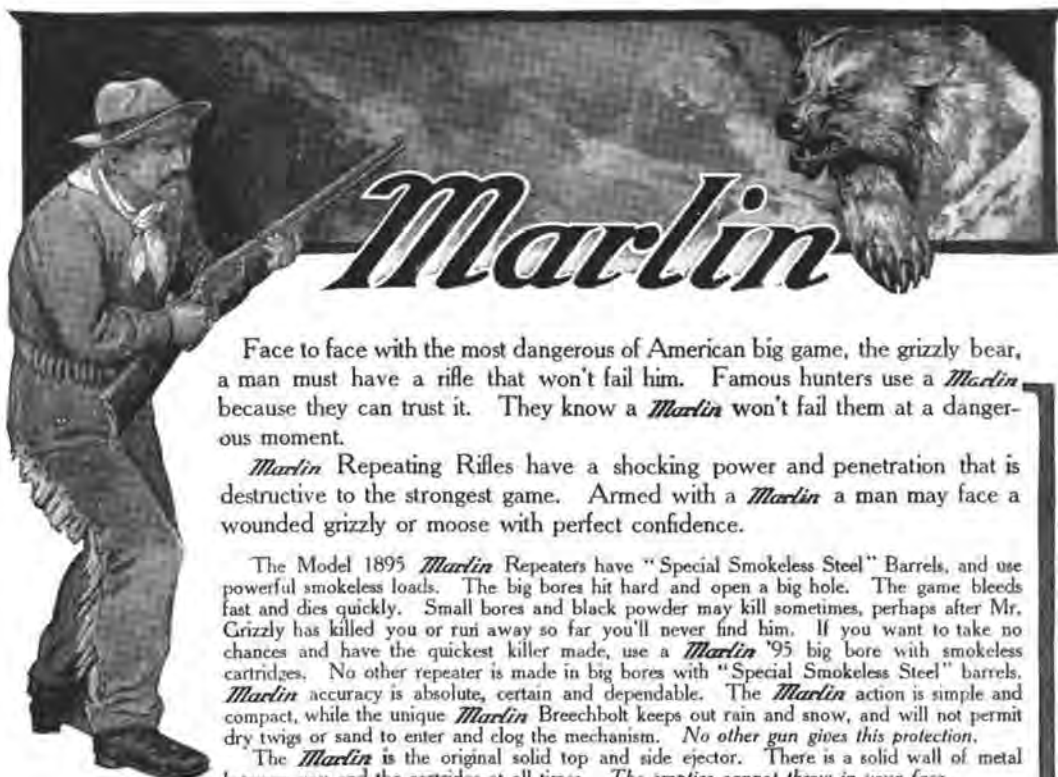 Marlin
Face to face with the most dangerous of American big game, the grizzly bear,
a man must have a rifle that won't fail him. Famous hunters use a Marlin
because they can trust it. They know a Marlin won't fail them at a danger-
ous moment.
Marlin Repeating Rifles have a shocking power and penetration that is
destructive to the strongest game. Armed with a Marlin a man may face a
wounded grizzly or moose with perfect confidence.
The Model 1895 Marlin Repeaters have "Special Smokeless Steel" Barrels, and use
powerful smokeless loads. The big bores hit hard and open a big hole. The game bleeds
fast and dies quickly. Small bores and black powder may kill sometimes, perhaps after Mr.
Grizzly has killed you or run away so far you'll never find him. If you want to take no
chances and have the quickest killer made, use a Marlin '95 big bore with smokeless
cartridges. No other repeater is made in big bores with "Special Smokeless Steel" barrels.
Marlin accuracy is absolute, certain and dependable. The Marlin action is simple and
compact, while the unique Marlin Breechbolt keeps out rain and snow, and will not permit
dry twigs or sand to enter and clog the mechanism. No other gun gives this protection.
The Marlin is the original solid top and side ejector. There is a solid wall of metal